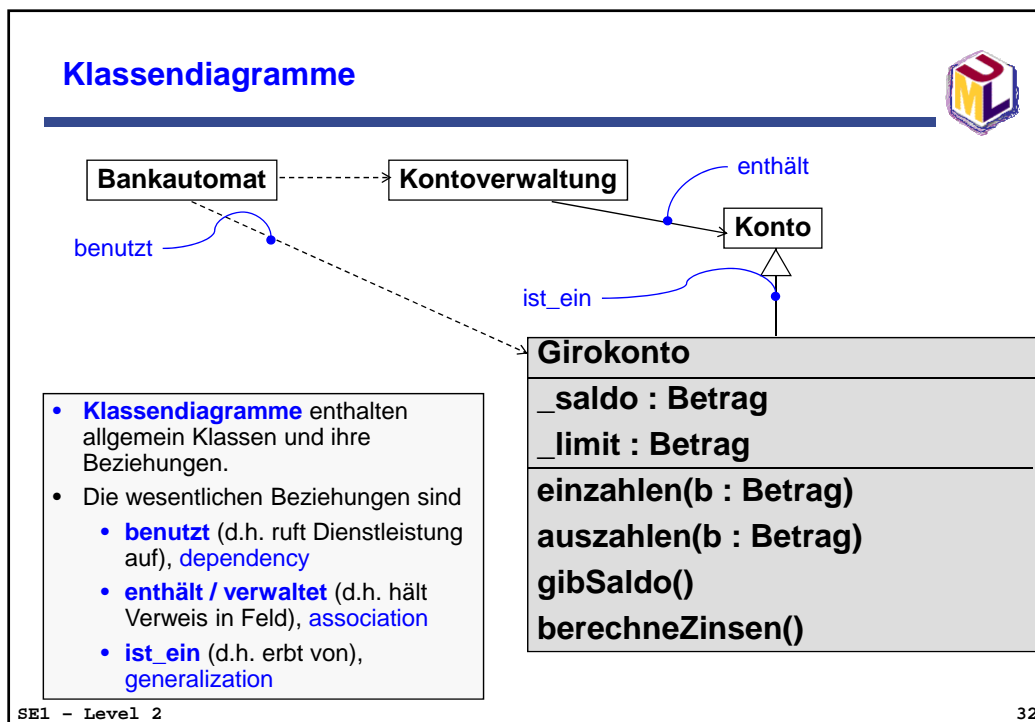 Klassendiagramme
UML
Bankautomat
Kontoverwaltung
enthält
Konto
benutzt
ist_ein
Girokonto
_saldo : Betrag
_limit : Betrag
einzahlen(b : Betrag)
auszahlen(b : Betrag)
gibSaldo()
berechneZinsen()
• Klassendiagramme enthalten
allgemein Klassen und ihre
Beziehungen.
• Die wesentlichen Beziehungen sind
• benutzt (d.h. ruft Dienstleistung
auf), dependency
• enthält / verwaltet (d.h. hält
Verweis in Feld), association
• ist_ein (d.h. erbt von),
generalization
SE1 – Level 2
32